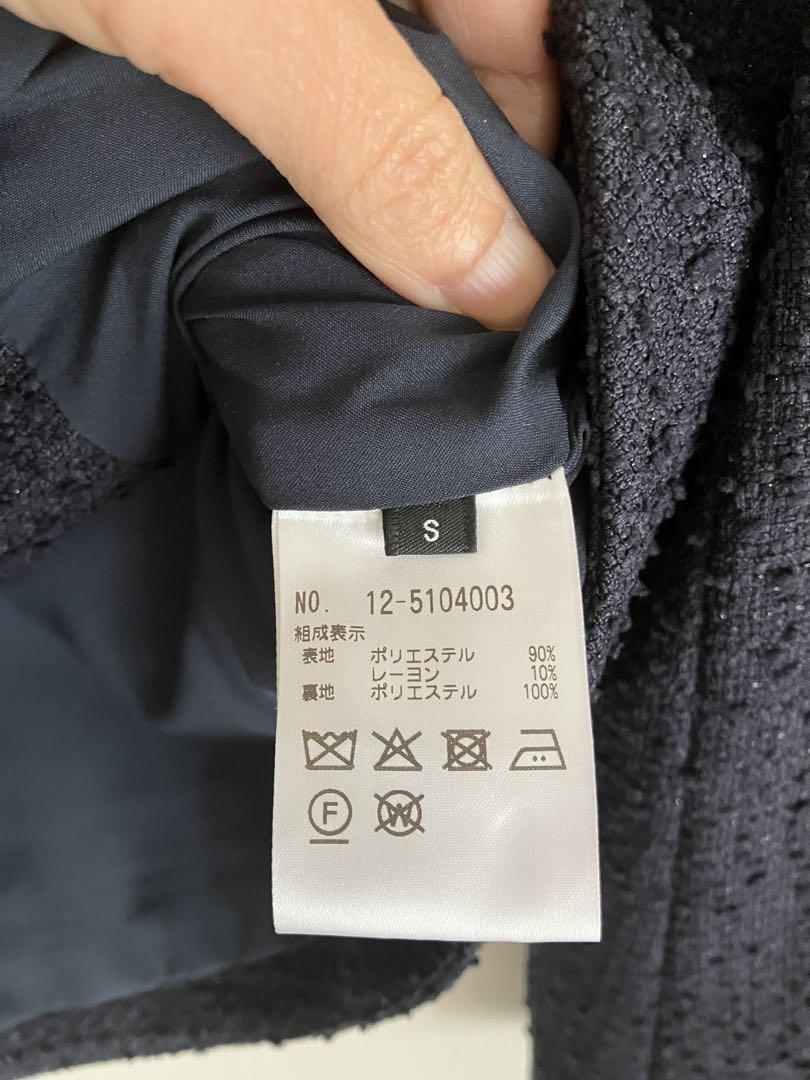 S
NO. 12-5104003
組成表示
表地 ポリエステル 90%
レーヨン 10%
裏地 ポリエステル 100%
F W